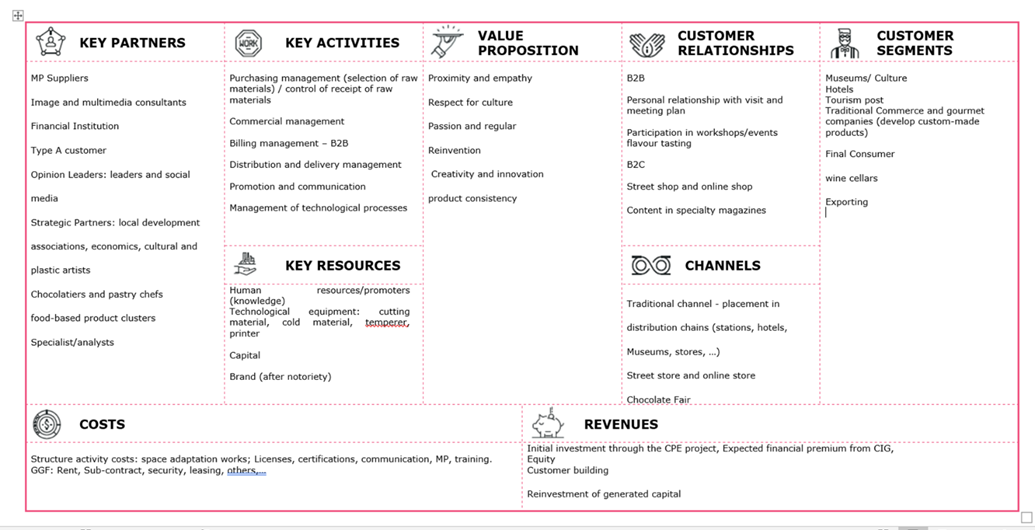 KEY PARTNERS
MP Suppliers
Image and multimedia consultants
Financial Institution
Type A customer
Opinion Leaders: leaders and social
media
Strategic Partners: local development
associations, economics, cultural and
plastic artists
Chocolatiers and pastry chefs
food-based product clusters
Specialist/analysts
WORK
KEY ACTIVITIES
Purchasing management (selection of raw
materials) / control of receipt of raw
materials
Commercial management
Billing management – B2B
Distribution and delivery management
Promotion and communication
Management of technological processes
KEY RESOURCES
Human resources/promoters
(knowledge)
Technological equipment: cutting
material, cold material, temperer,
printer
Capital
Brand (after notoriety)
VALUE
PROPOSITION
Proximity and empathy
Respect for culture
Passion and regular
Reinvention
Creativity and innovation
product consistency
CUSTOMER
RELATIONSHIPS
B2B
Personal relationship with visit and
meeting plan
Participation in workshops/events
flavour tasting
B2C
Street shop and online shop
Content in specialty magazines
CHANNELS
Traditional channel - placement in
distribution chains (stations, hotels,
Museums, stores, ...)
Street store and online store
Chocolate Fair
CUSTOMER
SEGMENTS
Museums/ Culture
Hotels
Tourism post
Traditional Commerce and gourmet
companies (develop custom-made
products)
Final Consumer
wine cellars
Exporting
COSTS
Structure activity costs: space adaptation works; Licenses, certifications, communication, MP, training.
GGF: Rent, Sub-contract, security, leasing, others,...
REVENUES
Initial investment through the CPE project, Expected financial premium from CIG,
Equity
Customer building
Reinvestment of generated capital